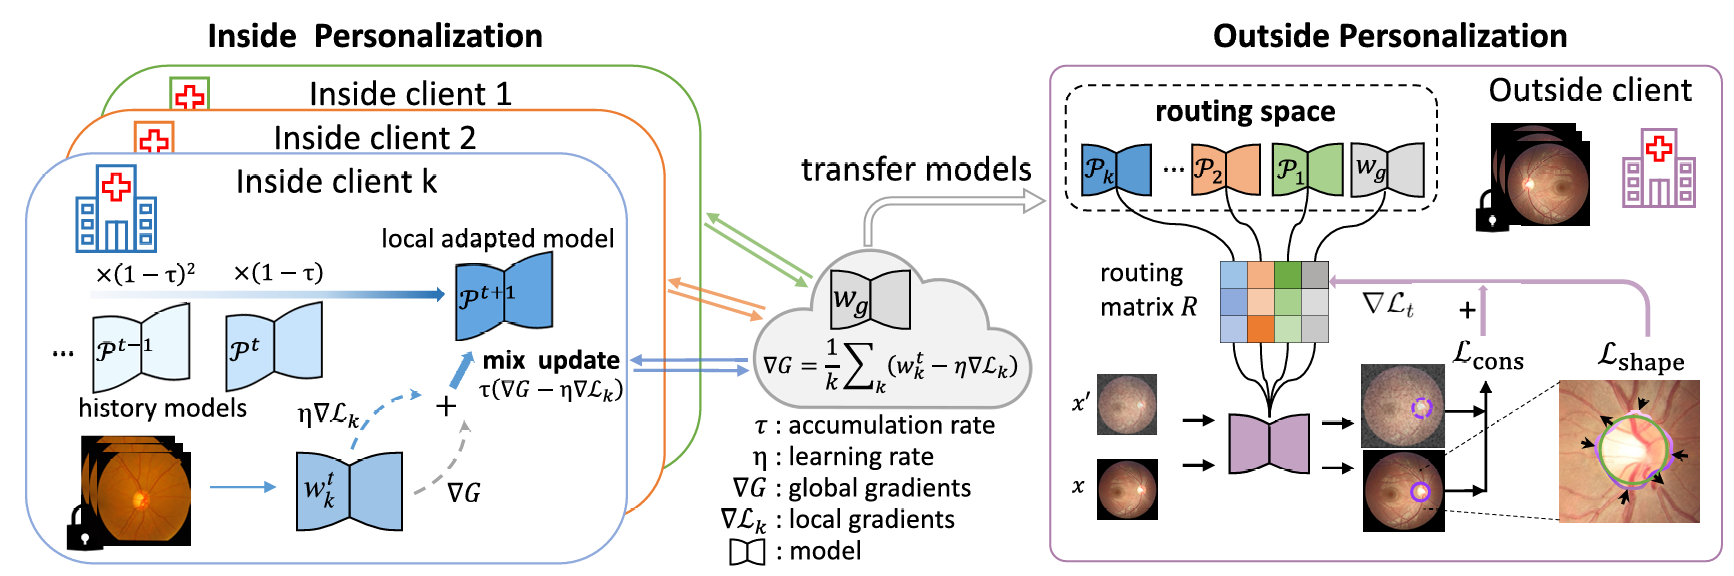 Inside Personalization
Inside client 1
Inside client 2
Inside client k
local adapted model
×(1 − τ)² ×(1 − τ)
𝒫ᵗ⁺¹
... 𝒫ᵗ⁻¹ 𝒫ᵗ
mix update
τ(∇G − η∇ℒₖ)
history models
η∇ℒₖ +
wₖᵗ
∇G
transfer models
w_g
∇G = 1/k ∑ₖ (wₖᵗ − η∇ℒₖ)
τ : accumulation rate
η : learning rate
∇G : global gradients
∇ℒₖ : local gradients
: model
Outside Personalization
Outside client
routing space
𝒫ₖ ... 𝒫₂ 𝒫₁ w_g
routing
matrix R
∇ℒₜ +
ℒ_cons ℒ_shape
x′
x